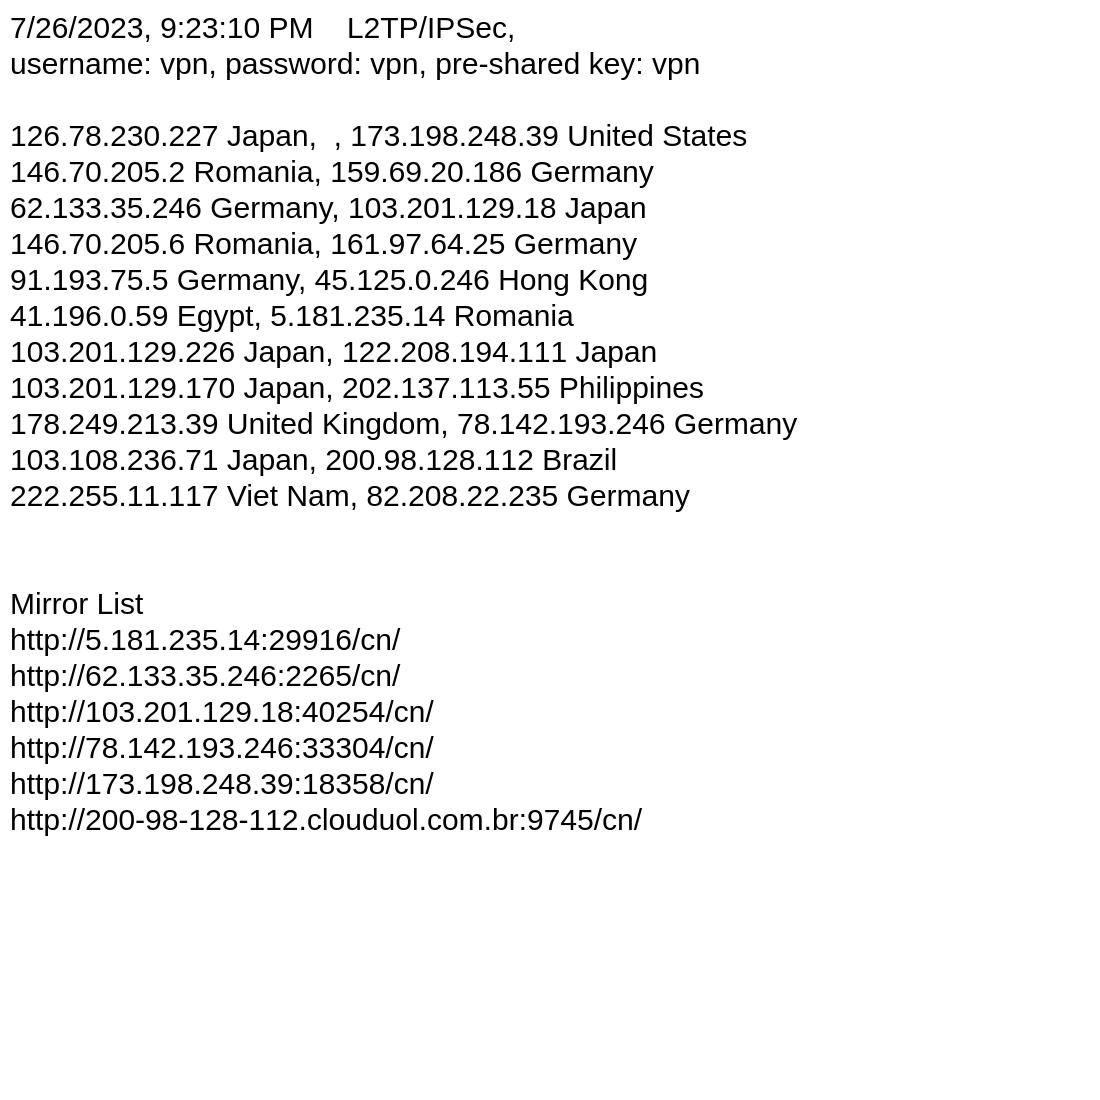 7/26/2023, 9:23:10 PM    L2TP/IPSec,
username: vpn, password: vpn, pre-shared key: vpn
126.78.230.227 Japan,  , 173.198.248.39 United States
146.70.205.2 Romania, 159.69.20.186 Germany
62.133.35.246 Germany, 103.201.129.18 Japan
146.70.205.6 Romania, 161.97.64.25 Germany
91.193.75.5 Germany, 45.125.0.246 Hong Kong
41.196.0.59 Egypt, 5.181.235.14 Romania
103.201.129.226 Japan, 122.208.194.111 Japan
103.201.129.170 Japan, 202.137.113.55 Philippines
178.249.213.39 United Kingdom, 78.142.193.246 Germany
103.108.236.71 Japan, 200.98.128.112 Brazil
222.255.11.117 Viet Nam, 82.208.22.235 Germany
Mirror List
http://5.181.235.14:29916/cn/
http://62.133.35.246:2265/cn/
http://103.201.129.18:40254/cn/
http://78.142.193.246:33304/cn/
http://173.198.248.39:18358/cn/
http://200-98-128-112.clouduol.com.br:9745/cn/